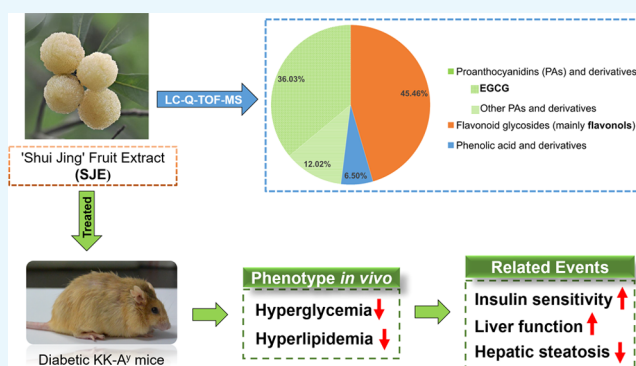 LC-Q-TOF-MS
36.03%
45.46%
12.02%
6.50%
Proanthocyanidins (PAs) and derivatives
EGCG
Other PAs and derivatives
Flavonoid glycosides (mainly flavonols)
Phenolic acid and derivatives
'Shui Jing' Fruit Extract
(SJE)
Treated
Diabetic KK-Aʸ mice
Phenotype in vivo
Hyperglycemia
Hyperlipidemia
Related Events
Insulin sensitivity
Liver function
Hepatic steatosis